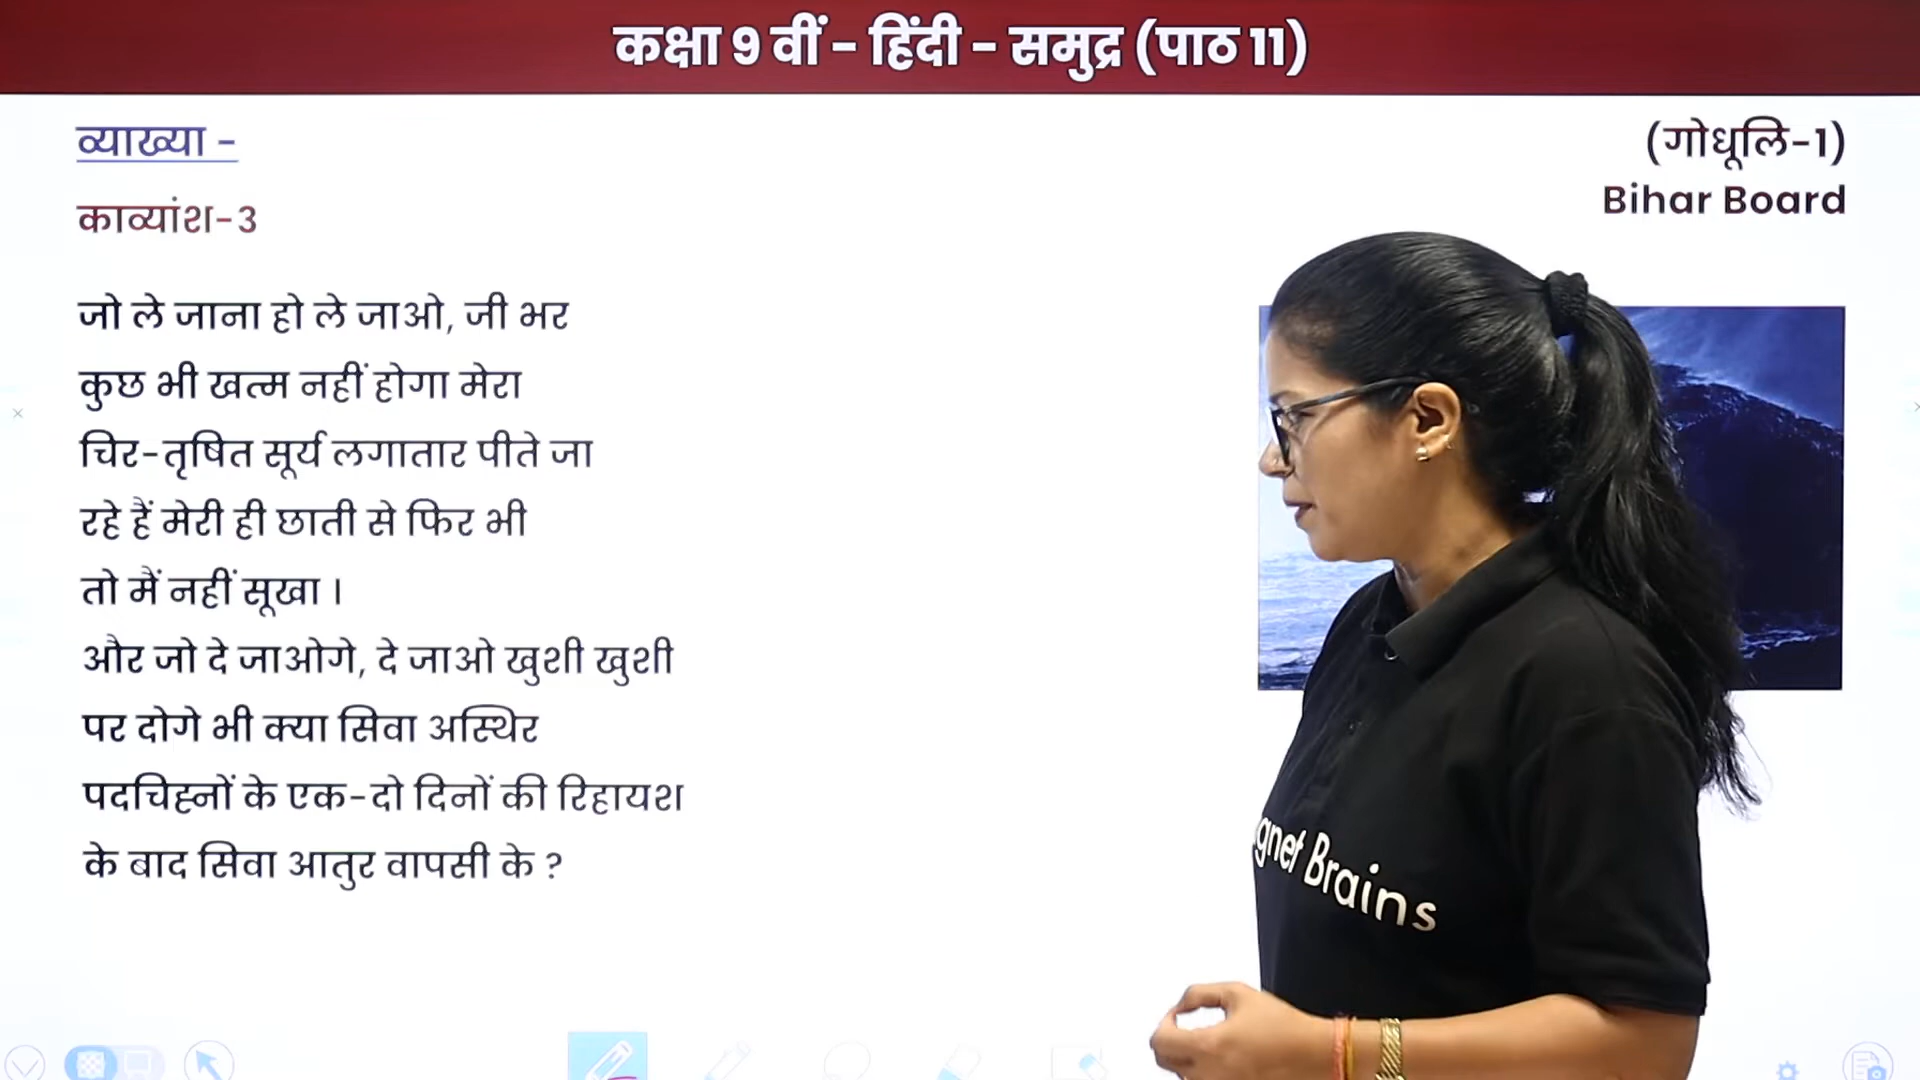 कक्षा 9 वीं - हिंदी - समुद्र (पाठ 11)
व्याख्या -
(गोधूलि-1)
Bihar Board
काव्यांश-3
जो ले जाना हो ले जाओ, जी भर
कुछ भी खत्म नहीं होगा मेरा
चिर-तृषित सूर्य लगातार पीते जा
रहे हैं मेरी ही छाती से फिर भी
तो मैं नहीं सूखा ।
और जो दे जाओगे, दे जाओ खुशी खुशी
पर दोगे भी क्या सिवा अस्थिर
पदचिह्नों के एक-दो दिनों की रिहायश
के बाद सिवा आतुर वापसी के ?
gnet Brains